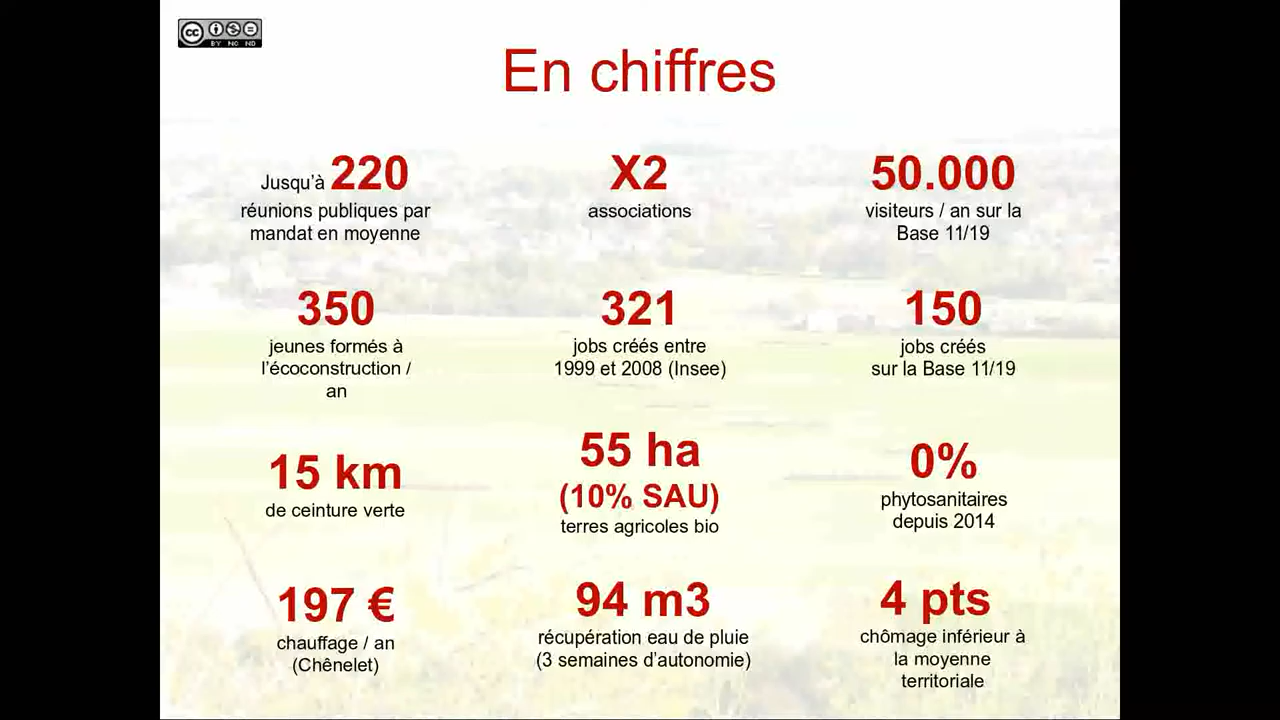 cc BY NC ND
En chiffres
Jusqu'à 220
réunions publiques par
mandat en moyenne
X2
associations
50.000
visiteurs / an sur la
Base 11/19
350
jeunes formés à
l'écoconstruction /
an
321
jobs créés entre
1999 et 2008 (Insee)
150
jobs créés
sur la Base 11/19
15 km
de ceinture verte
55 ha
(10% SAU)
terres agricoles bio
0%
phytosanitaires
depuis 2014
197 €
chauffage / an
(Chênelet)
94 m3
récupération eau de pluie
(3 semaines d'autonomie)
4 pts
chômage inférieur à
la moyenne
territoriale